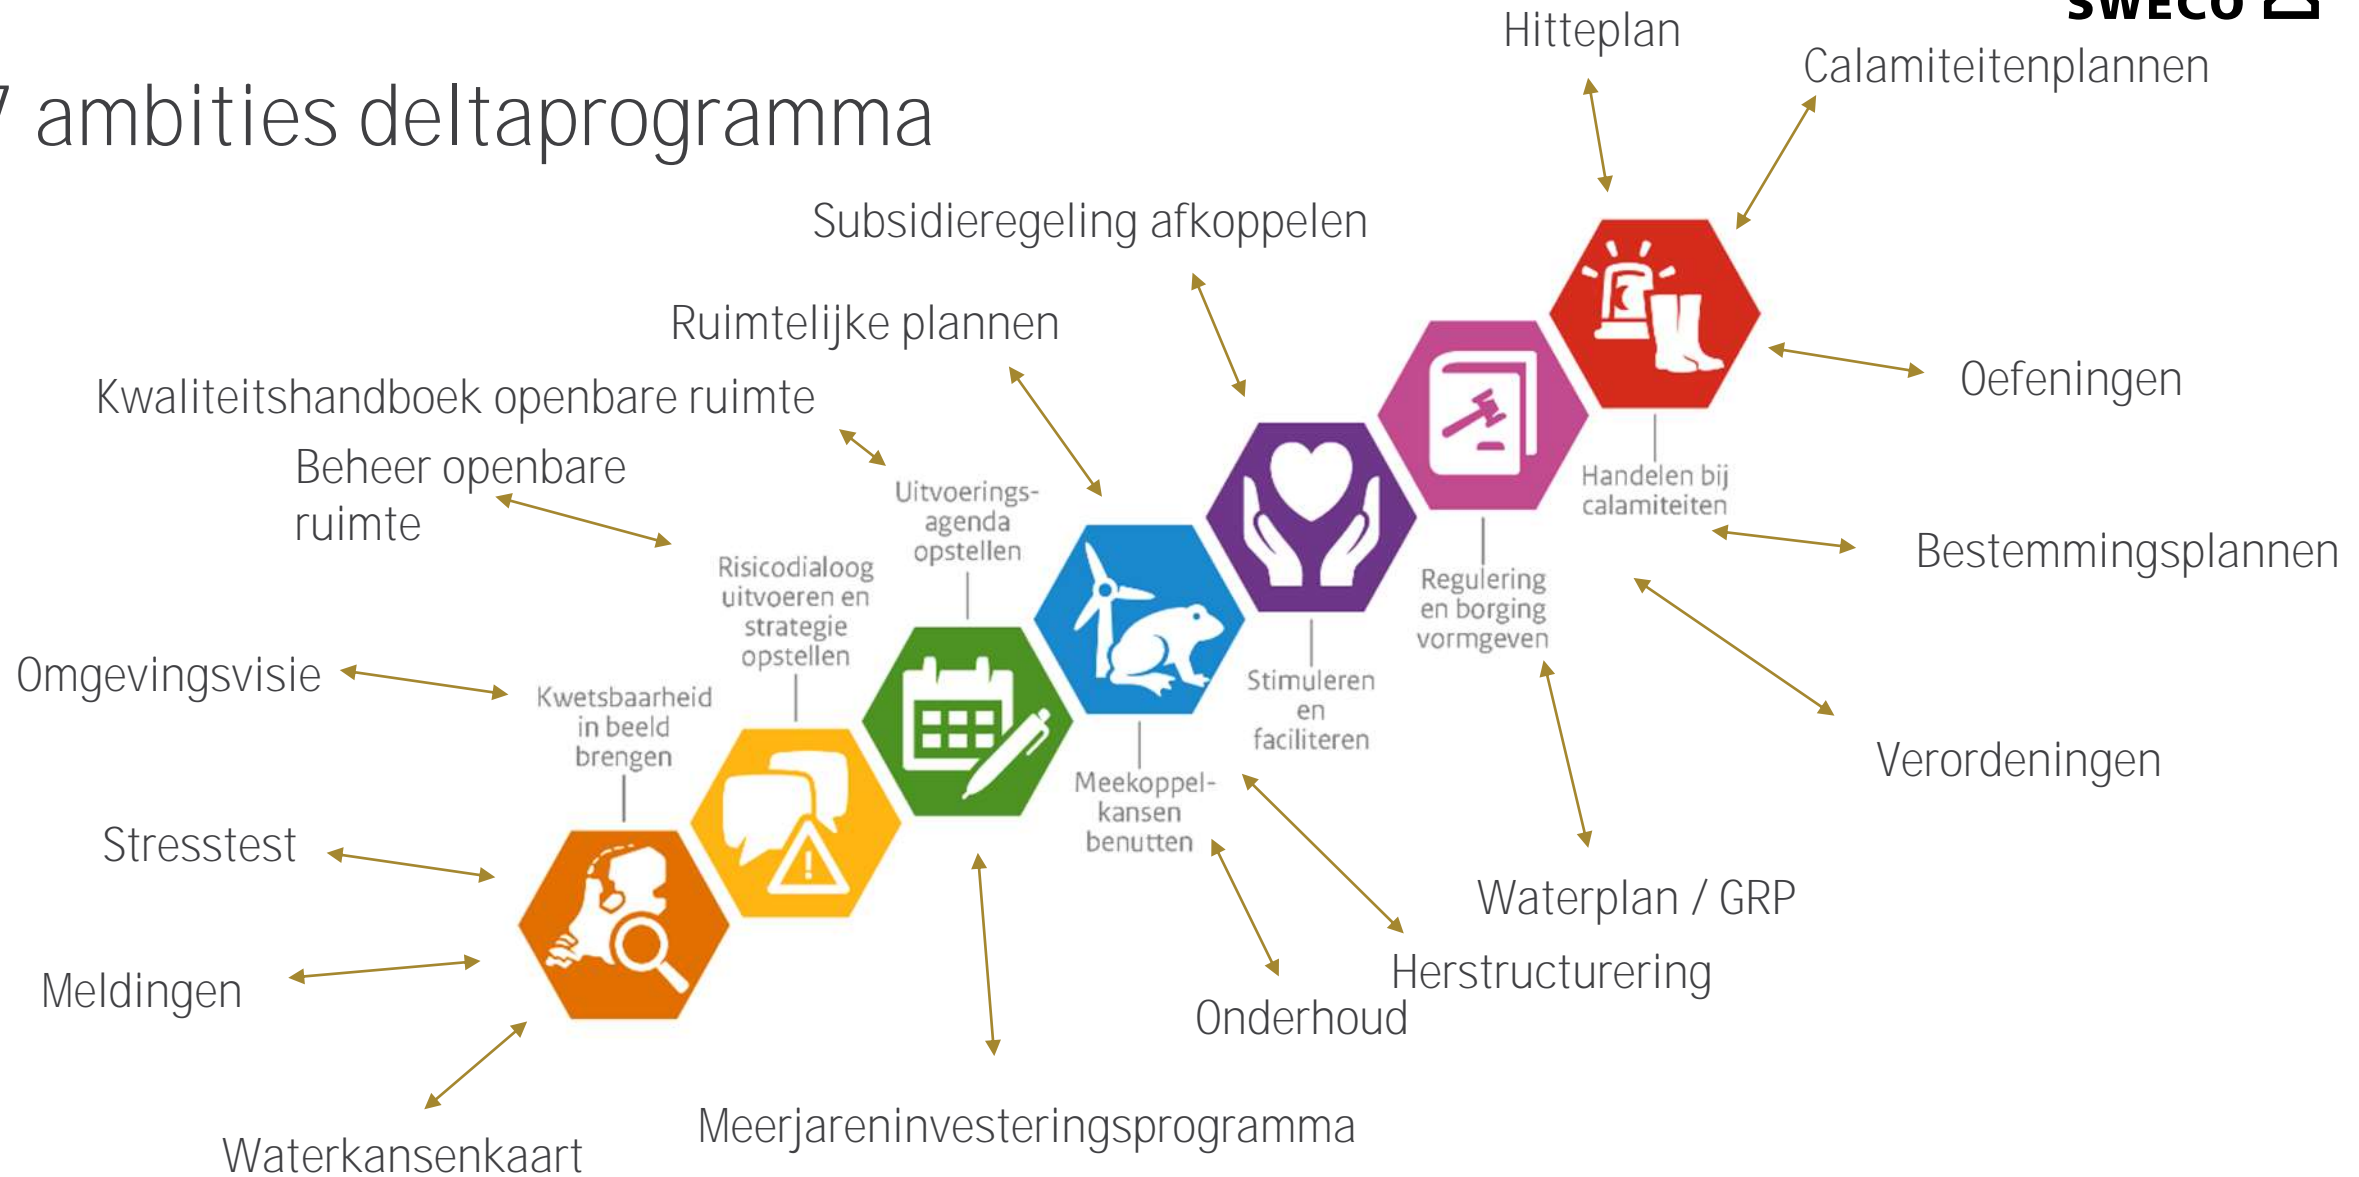 SWECO
7 ambities deltaprogramma
Hitteplan
Calamiteitenplannen
Subsidieregeling afkoppelen
Ruimtelijke plannen
Kwaliteitshandboek openbare ruimte
Beheer openbare
ruimte
Oefeningen
Bestemmingsplannen
Verordeningen
Omgevingsvisie
Stresstest
Meldingen
Waterkansenkaart
Meerjareninvesteringsprogramma
Onderhoud
Herstructurering
Waterplan / GRP
Kwetsbaarheid
in beeld
brengen
Risicodialoog
uitvoeren en
strategie
opstellen
Uitvoerings-
agenda
opstellen
Meekoppel-
kansen
benutten
Stimuleren
en
faciliteren
Regulering
en borging
vormgeven
Handelen bij
calamiteiten